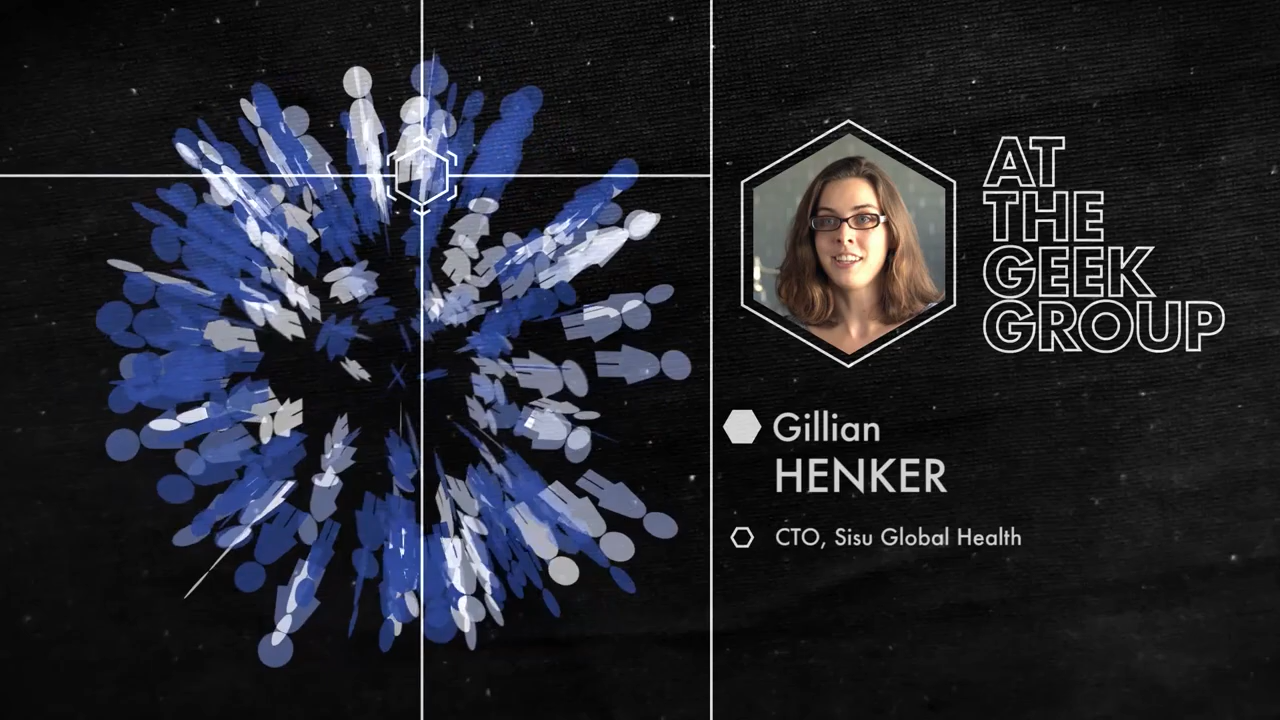 AT
THE
GEEK
GROUP
Gillian
HENKER
CTO, Sisu Global Health